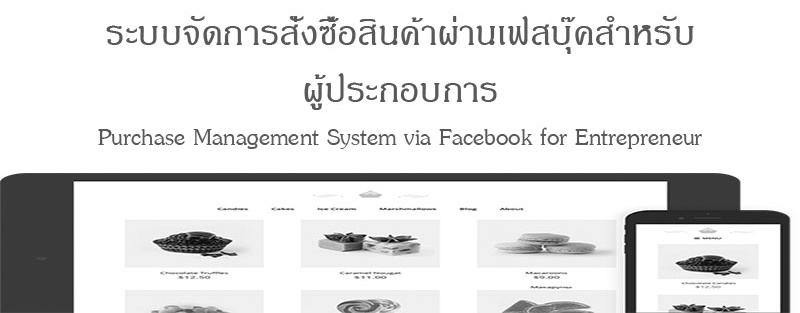 ระบบจัดการสั่งซื้อสินค้าผ่านเฟสบุ๊คสำหรับ
ผู้ประกอบการ
Purchase Management System via Facebook for Entrepreneur
Candies Cakes Ice Cream Marshmallows Blog About
MENU
Chocolate Truffles
$12.50
Caramel Nougat
$11.00
Macaroons
$9.00
Макаруны
Chocolate Candies
$12.50